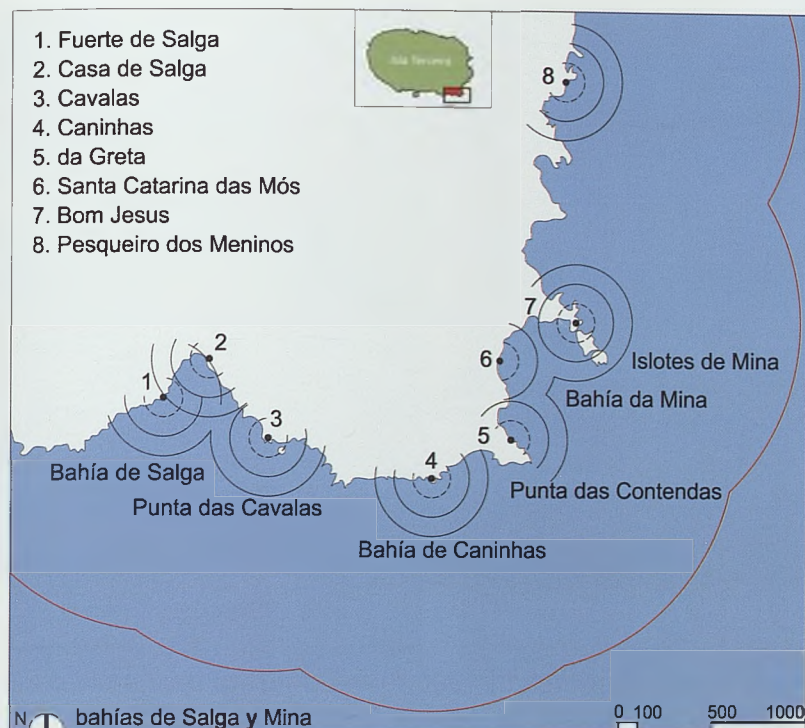 1. Fuerte de Salga
2. Casa de Salga
3. Cavalas
4. Caninhas
5. da Greta
6. Santa Catarina das Mós
7. Bom Jesus
8. Pesqueiro dos Meninos
Isla Terceira
8
7
Islotes de Mina
2
6
1
Bahía da Mina
3
5
4
Bahía de Salga
Punta das Contendas
Punta das Cavalas
Bahía de Caninhas
N
bahías de Salga y Mina
0 100 500 1000